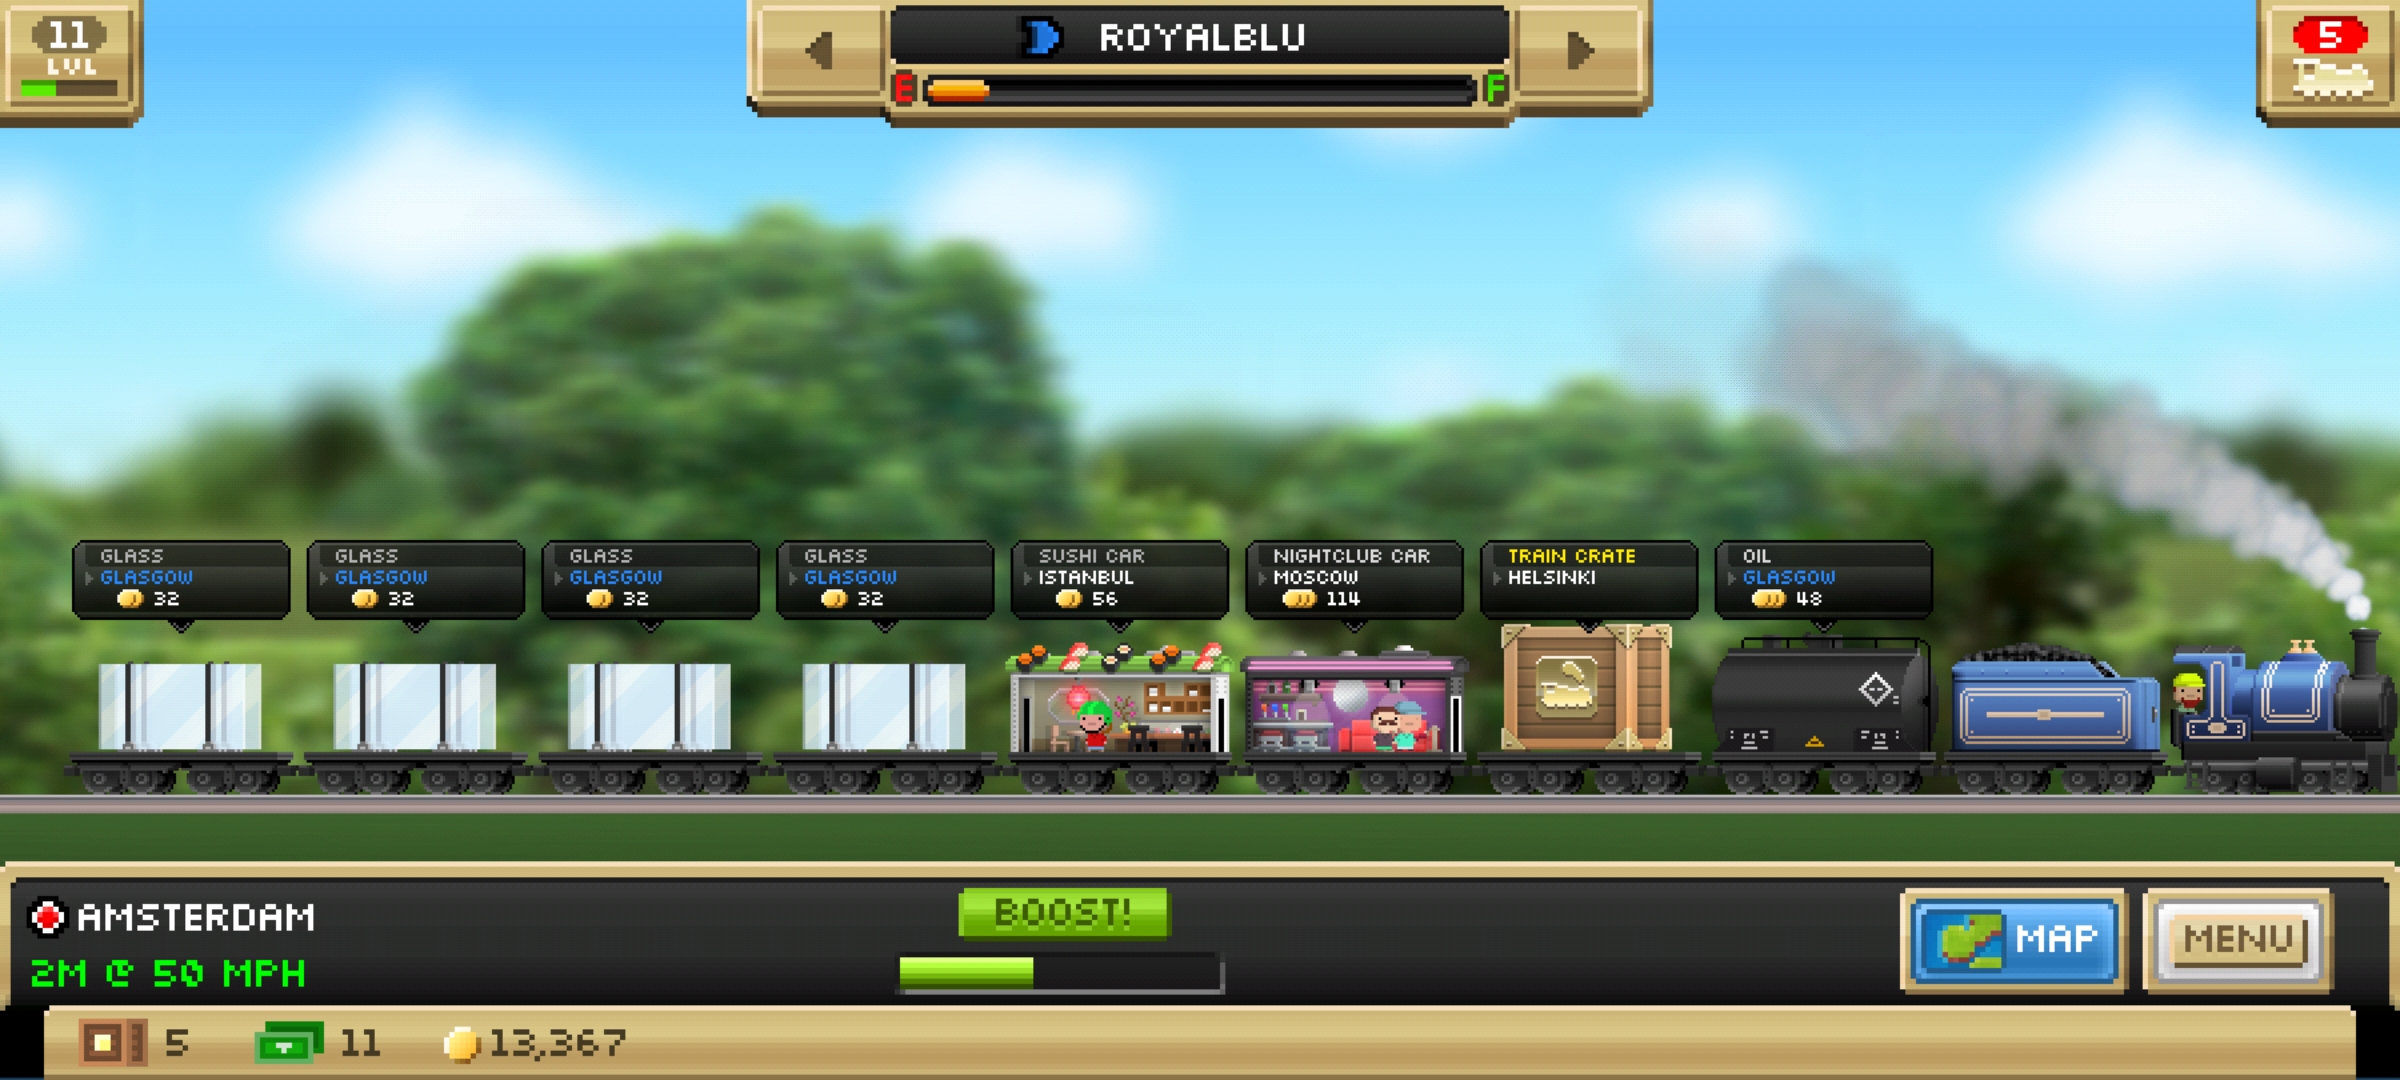 11
LVL
ROYALBLU
E
F
5
GLASS
GLASGOW
32
GLASS
GLASGOW
32
GLASS
GLASGOW
32
GLASS
GLASGOW
32
SUSHI CAR
ISTANBUL
56
NIGHTCLUB CAR
MOSCOW
114
TRAIN CRATE
HELSINKI
OIL
GLASGOW
48
AMSTERDAM
2M @ 50 MPH
BOOST!
MAP
MENU
5
11
13,367